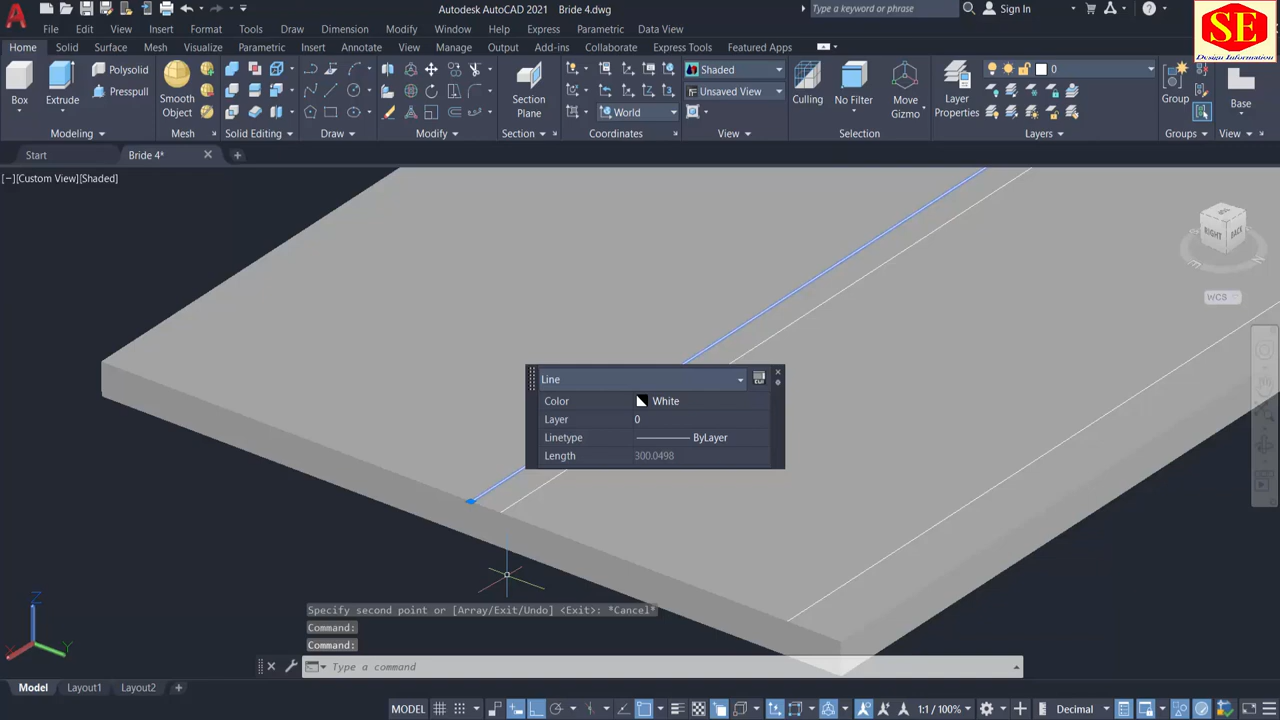 Autodesk AutoCAD 2021 Bride 4.dwg
Type a keyword or phrase
Sign In
SE
Design Information
File Edit View Insert Format Tools Draw Dimension Modify Window Help Express Parametric Data View
Home Solid Surface Mesh Visualize Parametric Insert Annotate View Manage Output Add-ins Collaborate Express Tools Featured Apps
Polysolid
Presspull
Box
Extrude
Smooth
Object
Section
Plane
World
Shaded
Unsaved View
Culling
No Filter
Move
Gizmo
Layer
Properties
0
Group
Base
Modeling
Mesh
Solid Editing
Draw
Modify
Section
Coordinates
View
Selection
Layers
Groups
View
Start
Bride 4*
[−][Custom View][Shaded]
RIGHT
BACK
WCS
Line
Color White
Layer 0
Linetype ByLayer
Length 300.0498
Z
X
Y
Specify second point or [Array/Exit/Undo] <Exit>: *Cancel*
Command:
Command:
Type a command
Model Layout1 Layout2
MODEL
1:1 / 100%
Decimal